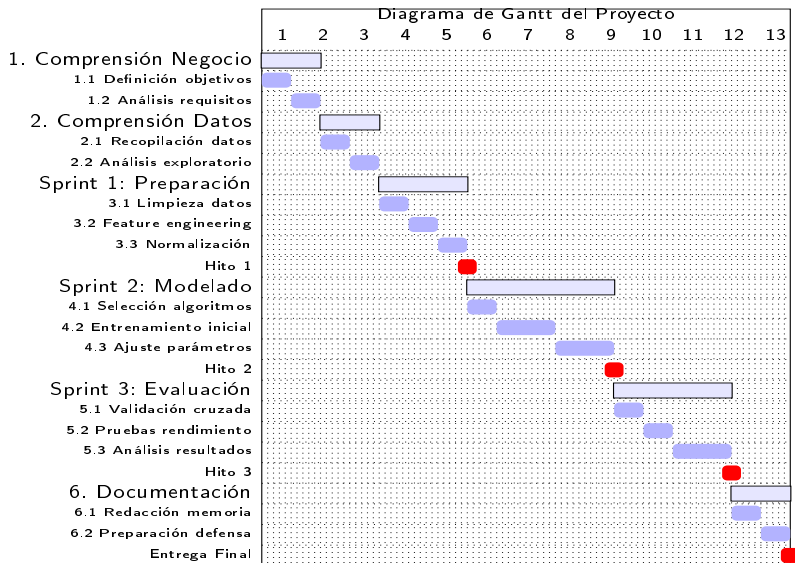 Diagrama de Gantt del Proyecto
1 2 3 4 5 6 7 8 9 10 11 12 13
1. Comprensión Negocio
1.1 Definición objetivos
1.2 Análisis requisitos
2. Comprensión Datos
2.1 Recopilación datos
2.2 Análisis exploratorio
Sprint 1: Preparación
3.1 Limpieza datos
3.2 Feature engineering
3.3 Normalización
Hito 1
Sprint 2: Modelado
4.1 Selección algoritmos
4.2 Entrenamiento inicial
4.3 Ajuste parámetros
Hito 2
Sprint 3: Evaluación
5.1 Validación cruzada
5.2 Pruebas rendimiento
5.3 Análisis resultados
Hito 3
6. Documentación
6.1 Redacción memoria
6.2 Preparación defensa
Entrega Final